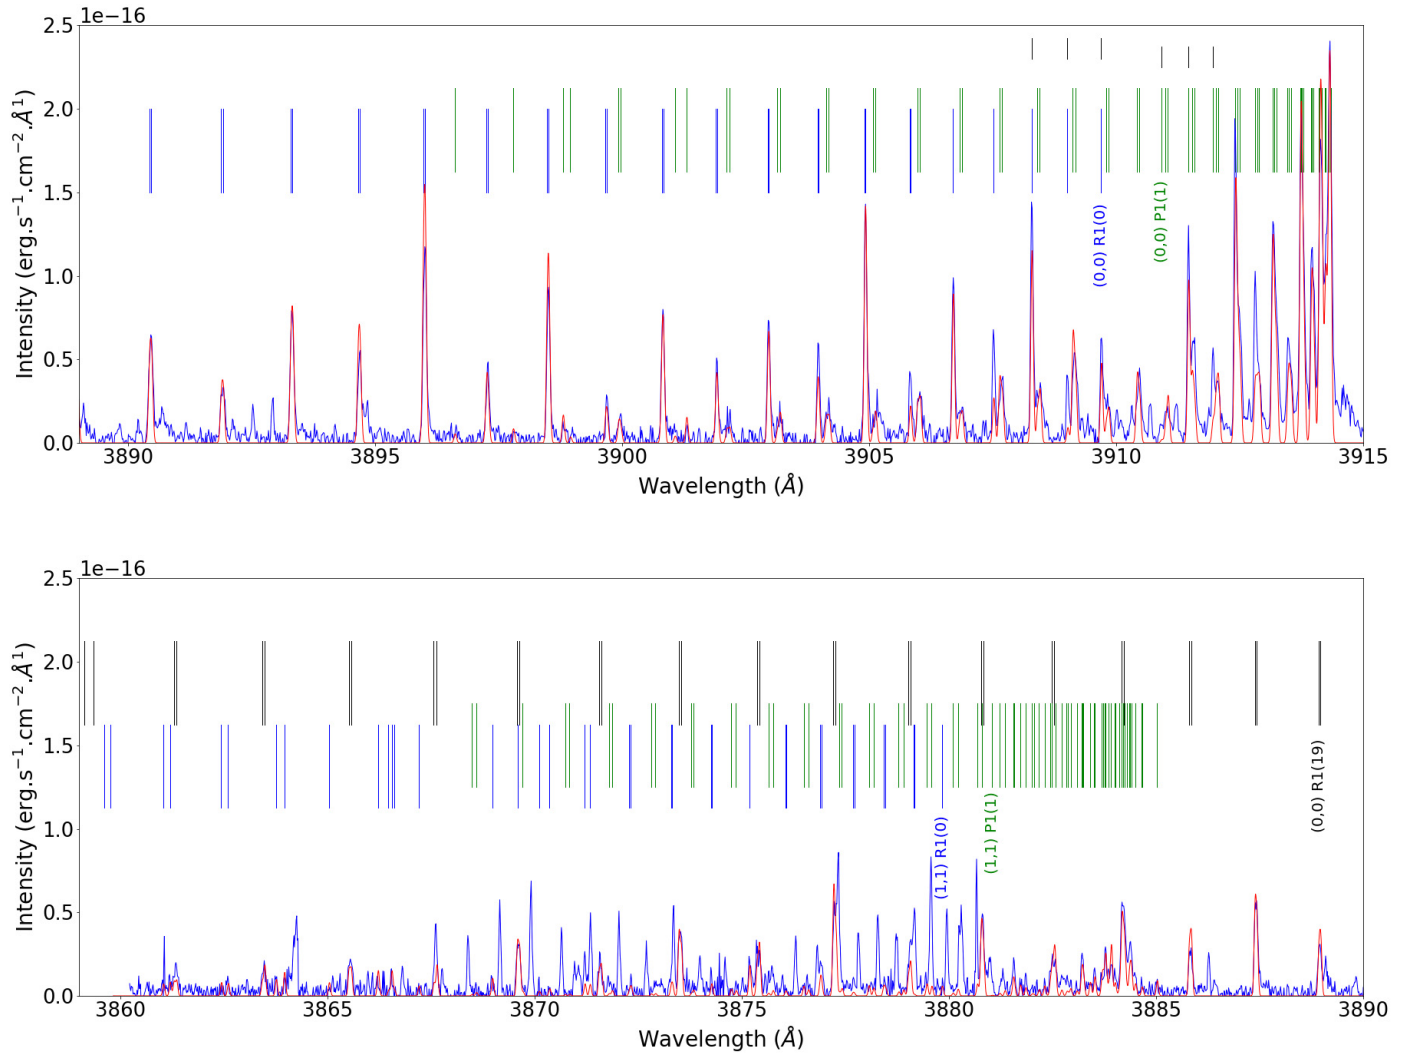 1e−16
2.5
2.0
1.5
1.0
0.5
0.0
Intensity (erg.s⁻¹.cm⁻².Å¹)
(0,0) R1(0)
(0,0) P1(1)
3890 3895 3900 3905 3910 3915
Wavelength (Å)
1e−16
2.5
2.0
1.5
1.0
0.5
0.0
Intensity (erg.s⁻¹.cm⁻².Å¹)
(1,1) R1(0)
(1,1) P1(1)
(0,0) R1(19)
3860 3865 3870 3875 3880 3885 3890
Wavelength (Å)